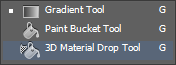 Gradient Tool G
Paint Bucket Tool G
3D Material Drop Tool G